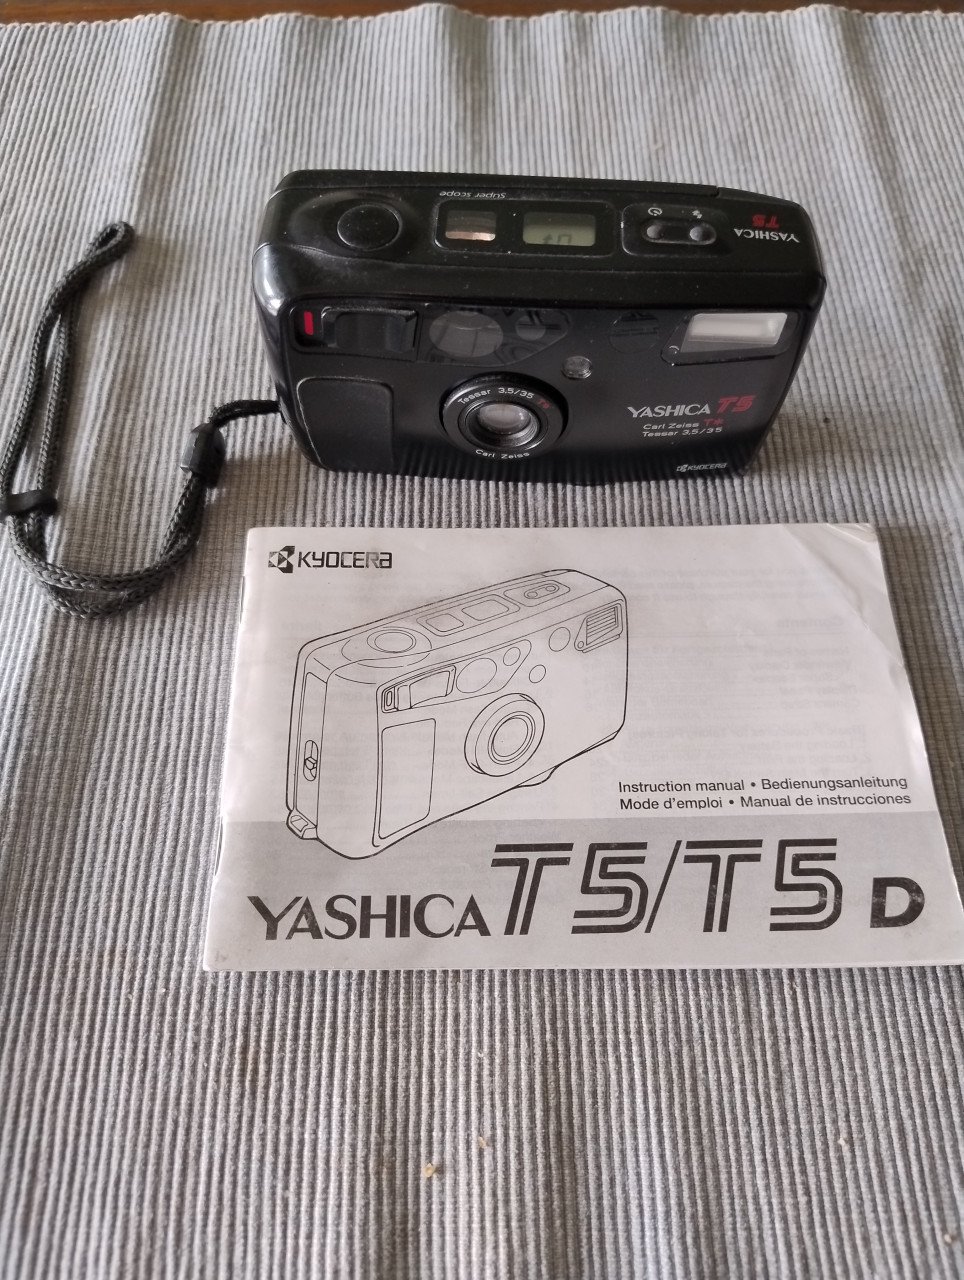 super scope
YASHICA
T5
Tessar 3.5/35 T*
Carl Zeiss
YASHICA T5
Carl Zeiss T*
Tessar 3,5/35
KYOCERA
KYOCERA
Instruction manual • Bedienungsanleitung
Mode d'emploi • Manual de instrucciones
YASHICA T5/T5 D